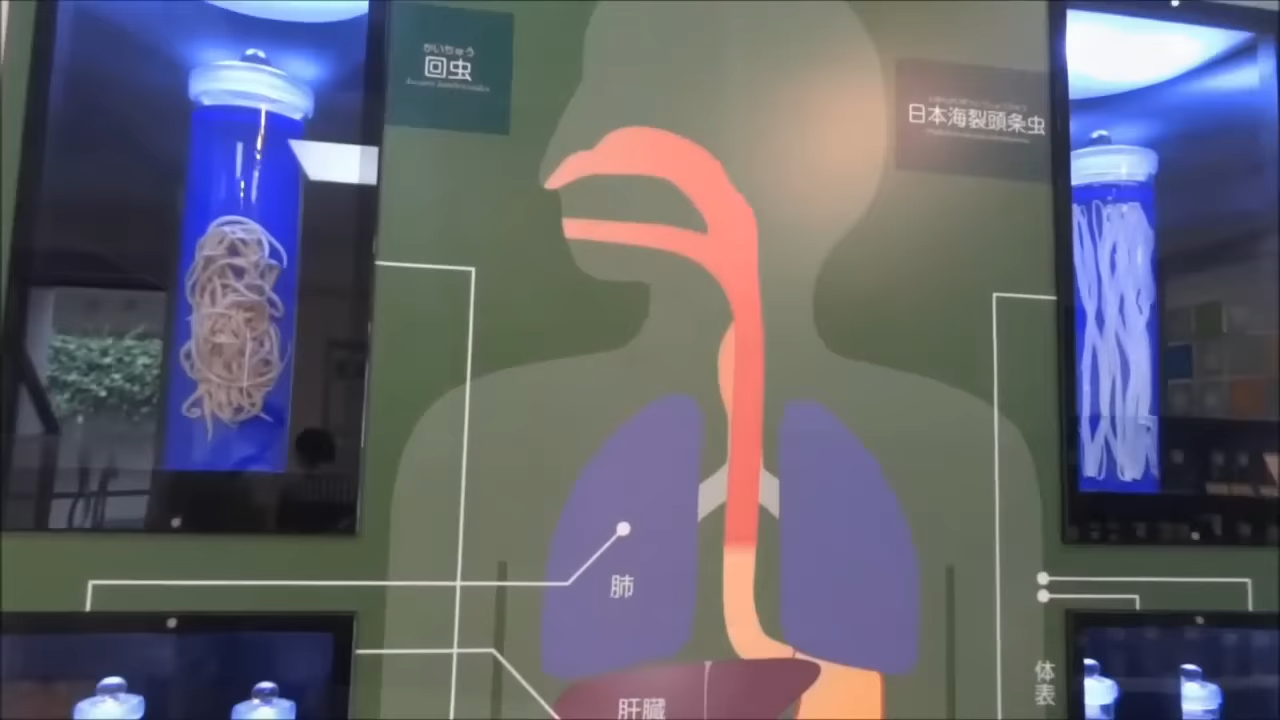 かいちゅう
回虫
日本海裂頭条虫
肺
肝臓
体表